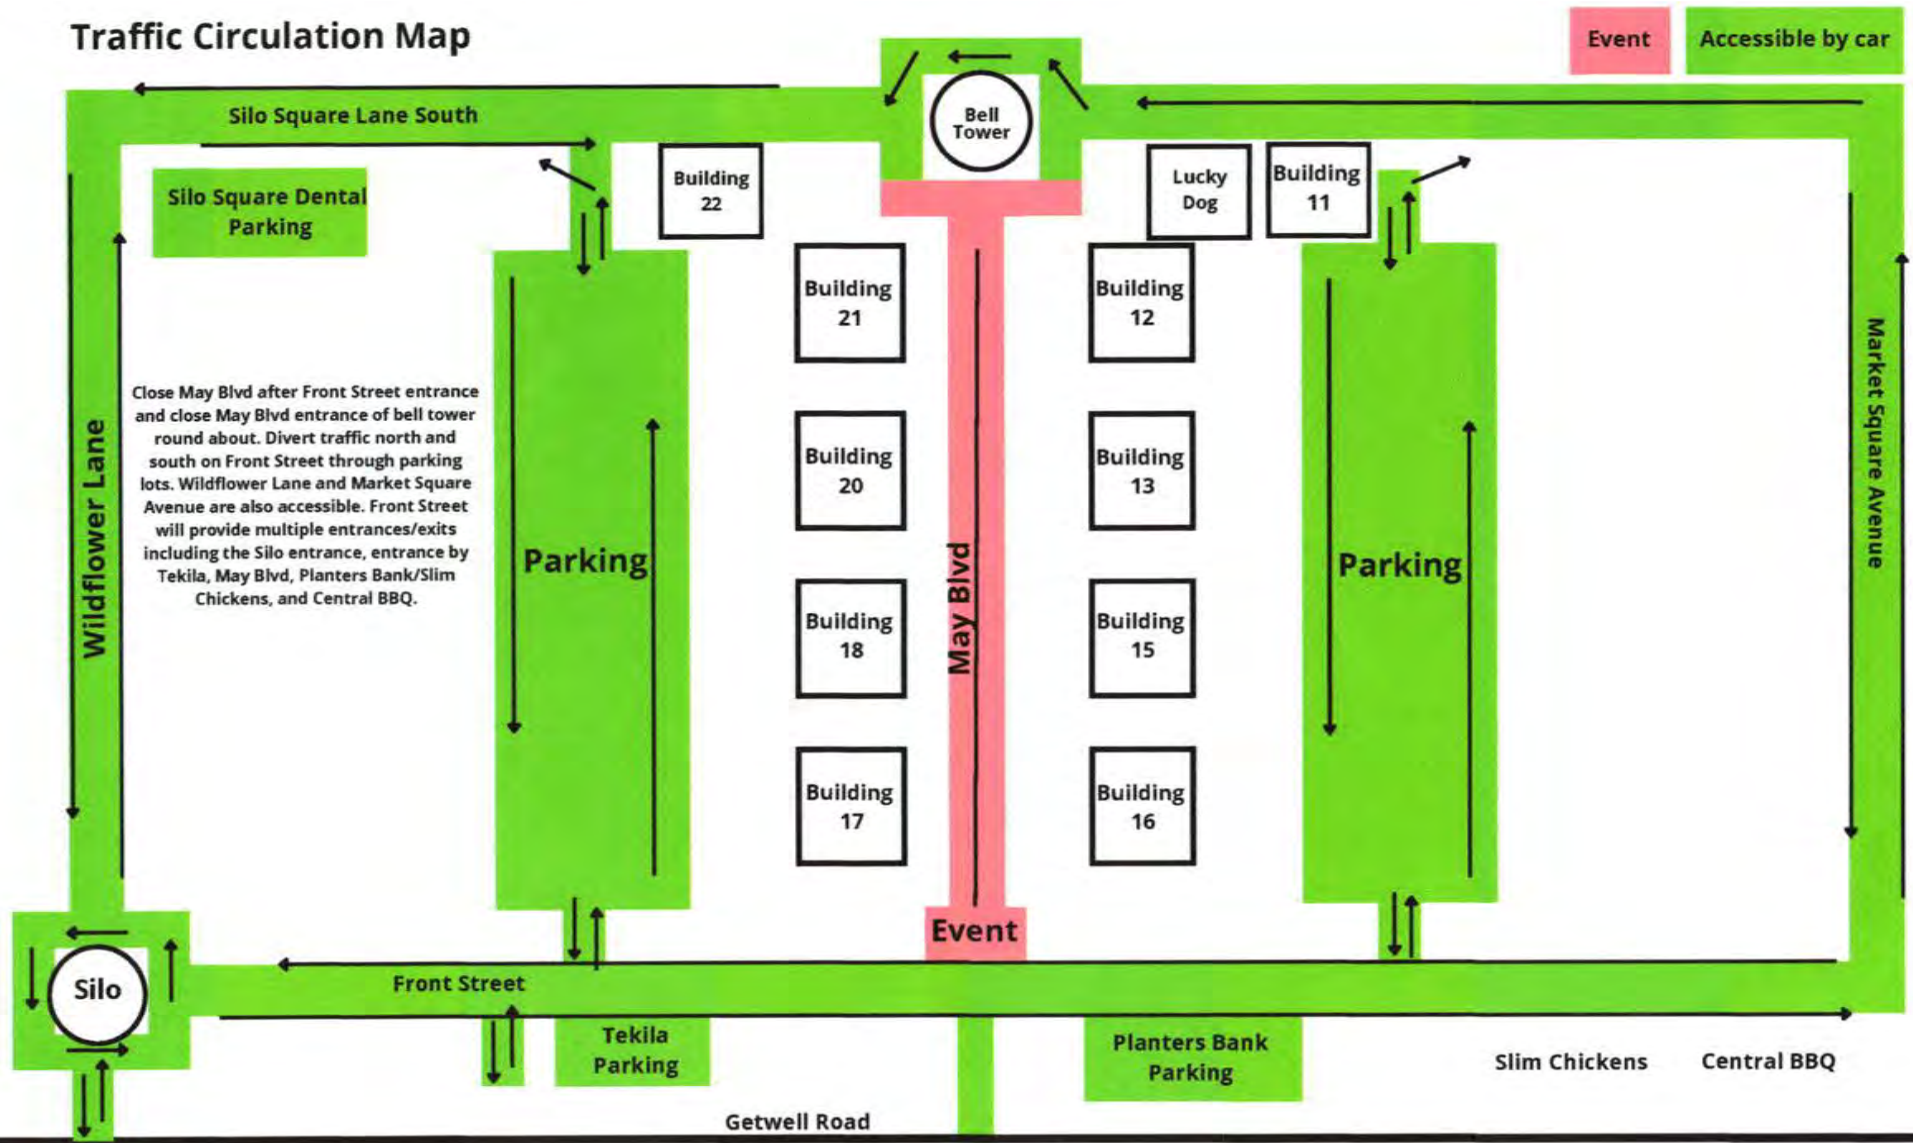 Traffic Circulation Map
Event
Accessible by car
Silo Square Lane South
Bell
Tower
Silo Square Dental
Parking
Building
22
Lucky
Dog
Building
11
Building
21
Building
12
Close May Blvd after Front Street entrance
and close May Blvd entrance of bell tower
round about. Divert traffic north and
south on Front Street through parking
lots. Wildflower Lane and Market Square
Avenue are also accessible. Front Street
will provide multiple entrances/exits
including the Silo entrance, entrance by
Tekila, May Blvd, Planters Bank/Slim
Chickens, and Central BBQ.
Wildflower Lane
Market Square Avenue
Building
20
Building
13
Parking
May Blvd
Parking
Building
18
Building
15
Building
17
Building
16
Event
Silo
Front Street
Tekila
Parking
Planters Bank
Parking
Slim Chickens
Central BBQ
Getwell Road